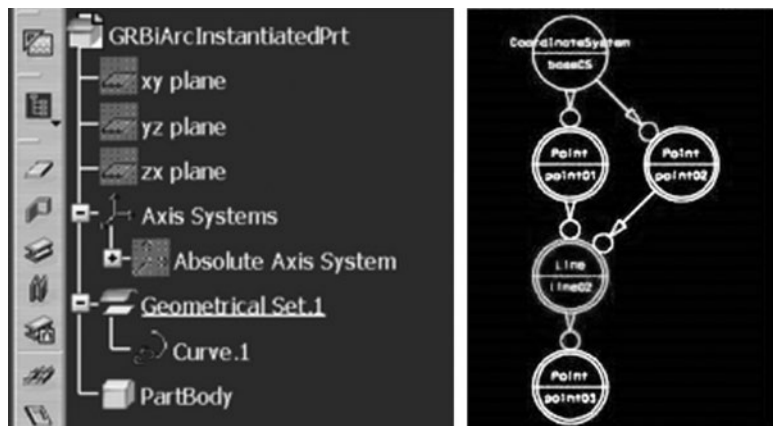 GRBiArcInstantiatedPrt
xy plane
yz plane
zx plane
Axis Systems
Absolute Axis System
Geometrical Set.1
Curve.1
PartBody
CoordinateSystem
baseCS
Point
point01
Point
point02
Line
line02
Point
point03